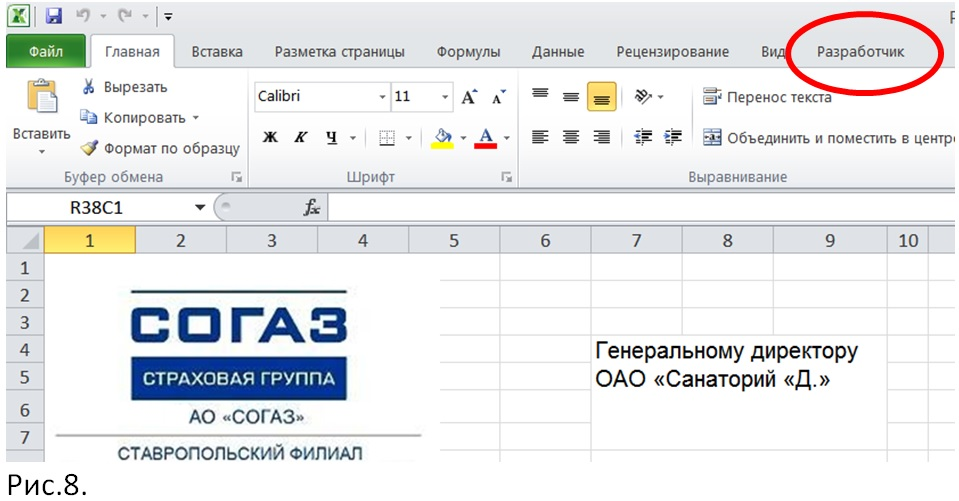 Файл Главная Вставка Разметка страницы Формулы Данные Рецензирование Вид Разработчик
Вставить
Вырезать
Копировать
Формат по образцу
Буфер обмена
Calibri 11
Ж К Ч А
Шрифт
Перенос текста
Объединить и поместить в центр
Выравнивание
R38C1 fx
1 2 3 4 5 6 7 8 9 10
1
2
3
4
5
6
7
СОГАЗ
СТРАХОВАЯ ГРУППА
АО «СОГАЗ»
СТАВРОПОЛЬСКИЙ ФИЛИАЛ
Генеральному директору
ОАО «Санаторий «Д.»
Рис.8.